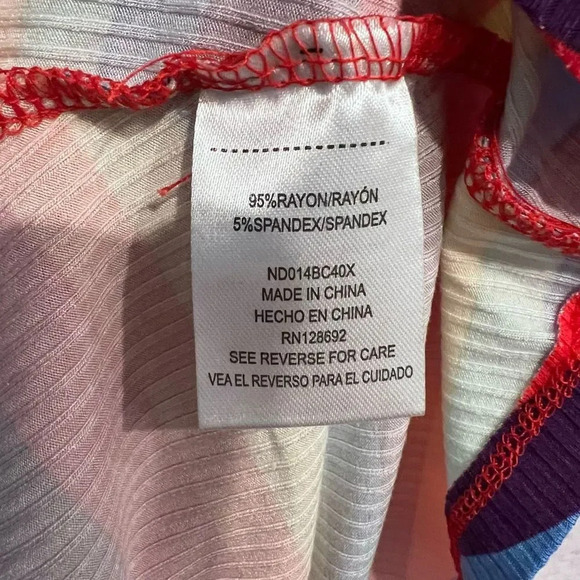 95%RAYON/RAYÓN
5%SPANDEX/SPANDEX
ND014BC40X
MADE IN CHINA
HECHO EN CHINA
RN128692
SEE REVERSE FOR CARE
VEA EL REVERSO PARA EL CUIDADO